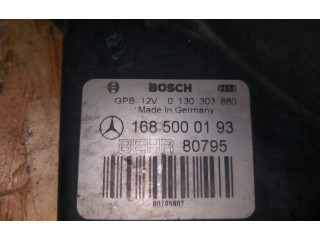 BOSCH
GPB 12V 0 130 303 880
Made In Germany
168 500 01 93
BEHR 80795